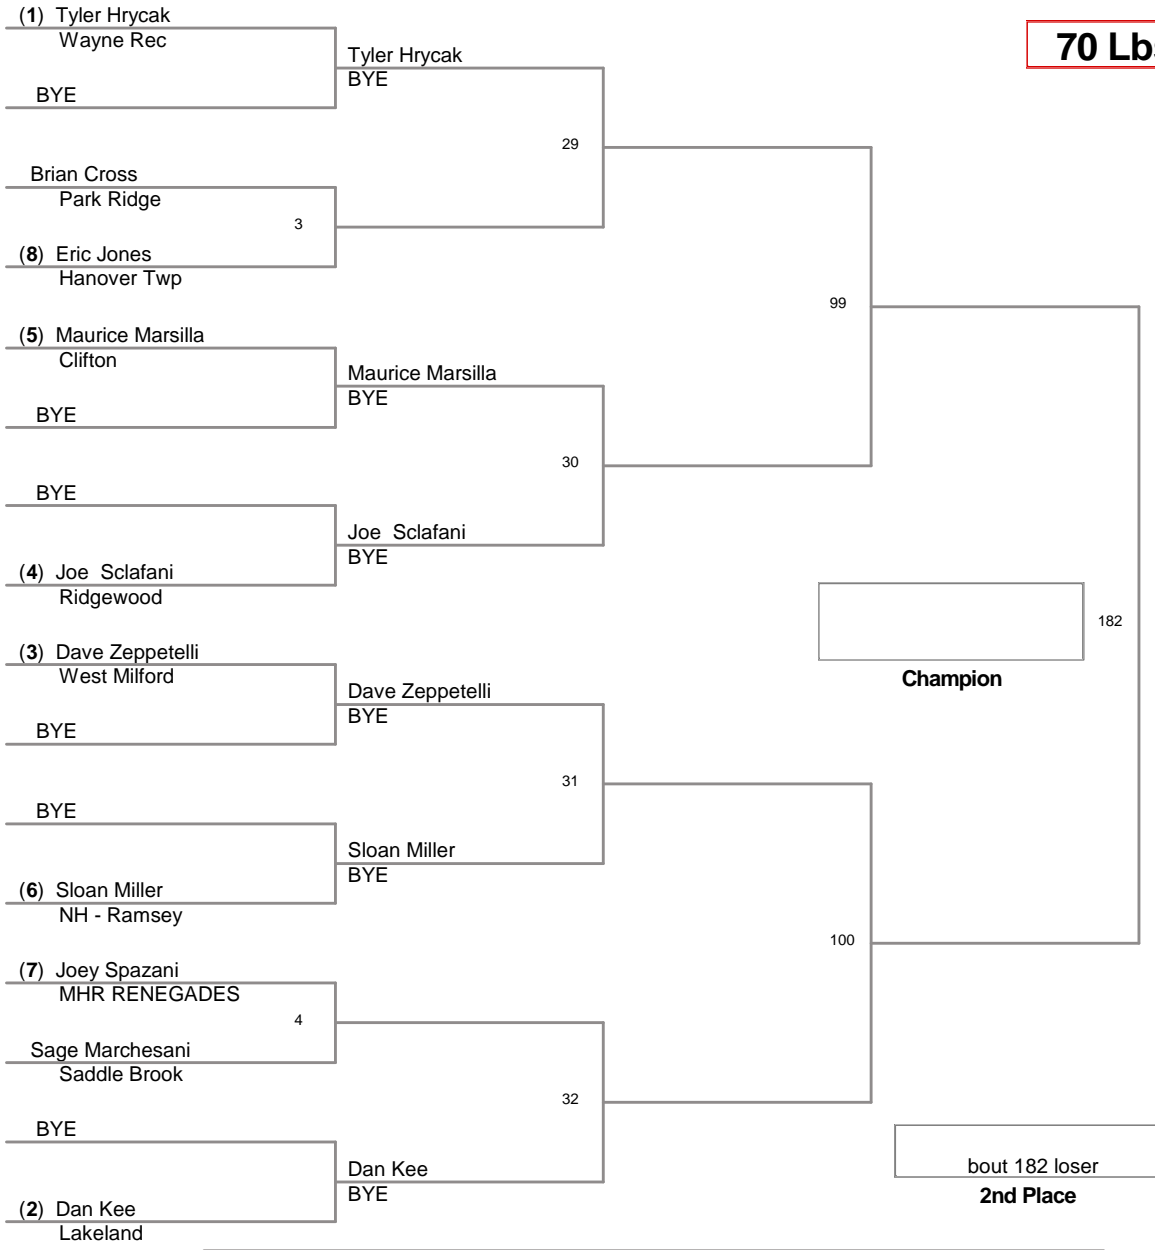 (1) Tyler Hrycak
Wayne Rec
70 Lbs
Tyler Hrycak
BYE
BYE
29
Brian Cross
Park Ridge
3
(8) Eric Jones
Hanover Twp
99
(5) Maurice Marsilla
Clifton
Maurice Marsilla
BYE
BYE
30
BYE
Joe Sclafani
BYE
(4) Joe Sclafani
Ridgewood
182
Champion
(3) Dave Zeppetelli
West Milford
Dave Zeppetelli
BYE
BYE
31
BYE
Sloan Miller
BYE
(6) Sloan Miller
NH - Ramsey
100
(7) Joey Spazani
MHR RENEGADES
4
Sage Marchesani
Saddle Brook
32
BYE
Dan Kee
BYE
bout 182 loser
2nd Place
(2) Dan Kee
Lakeland